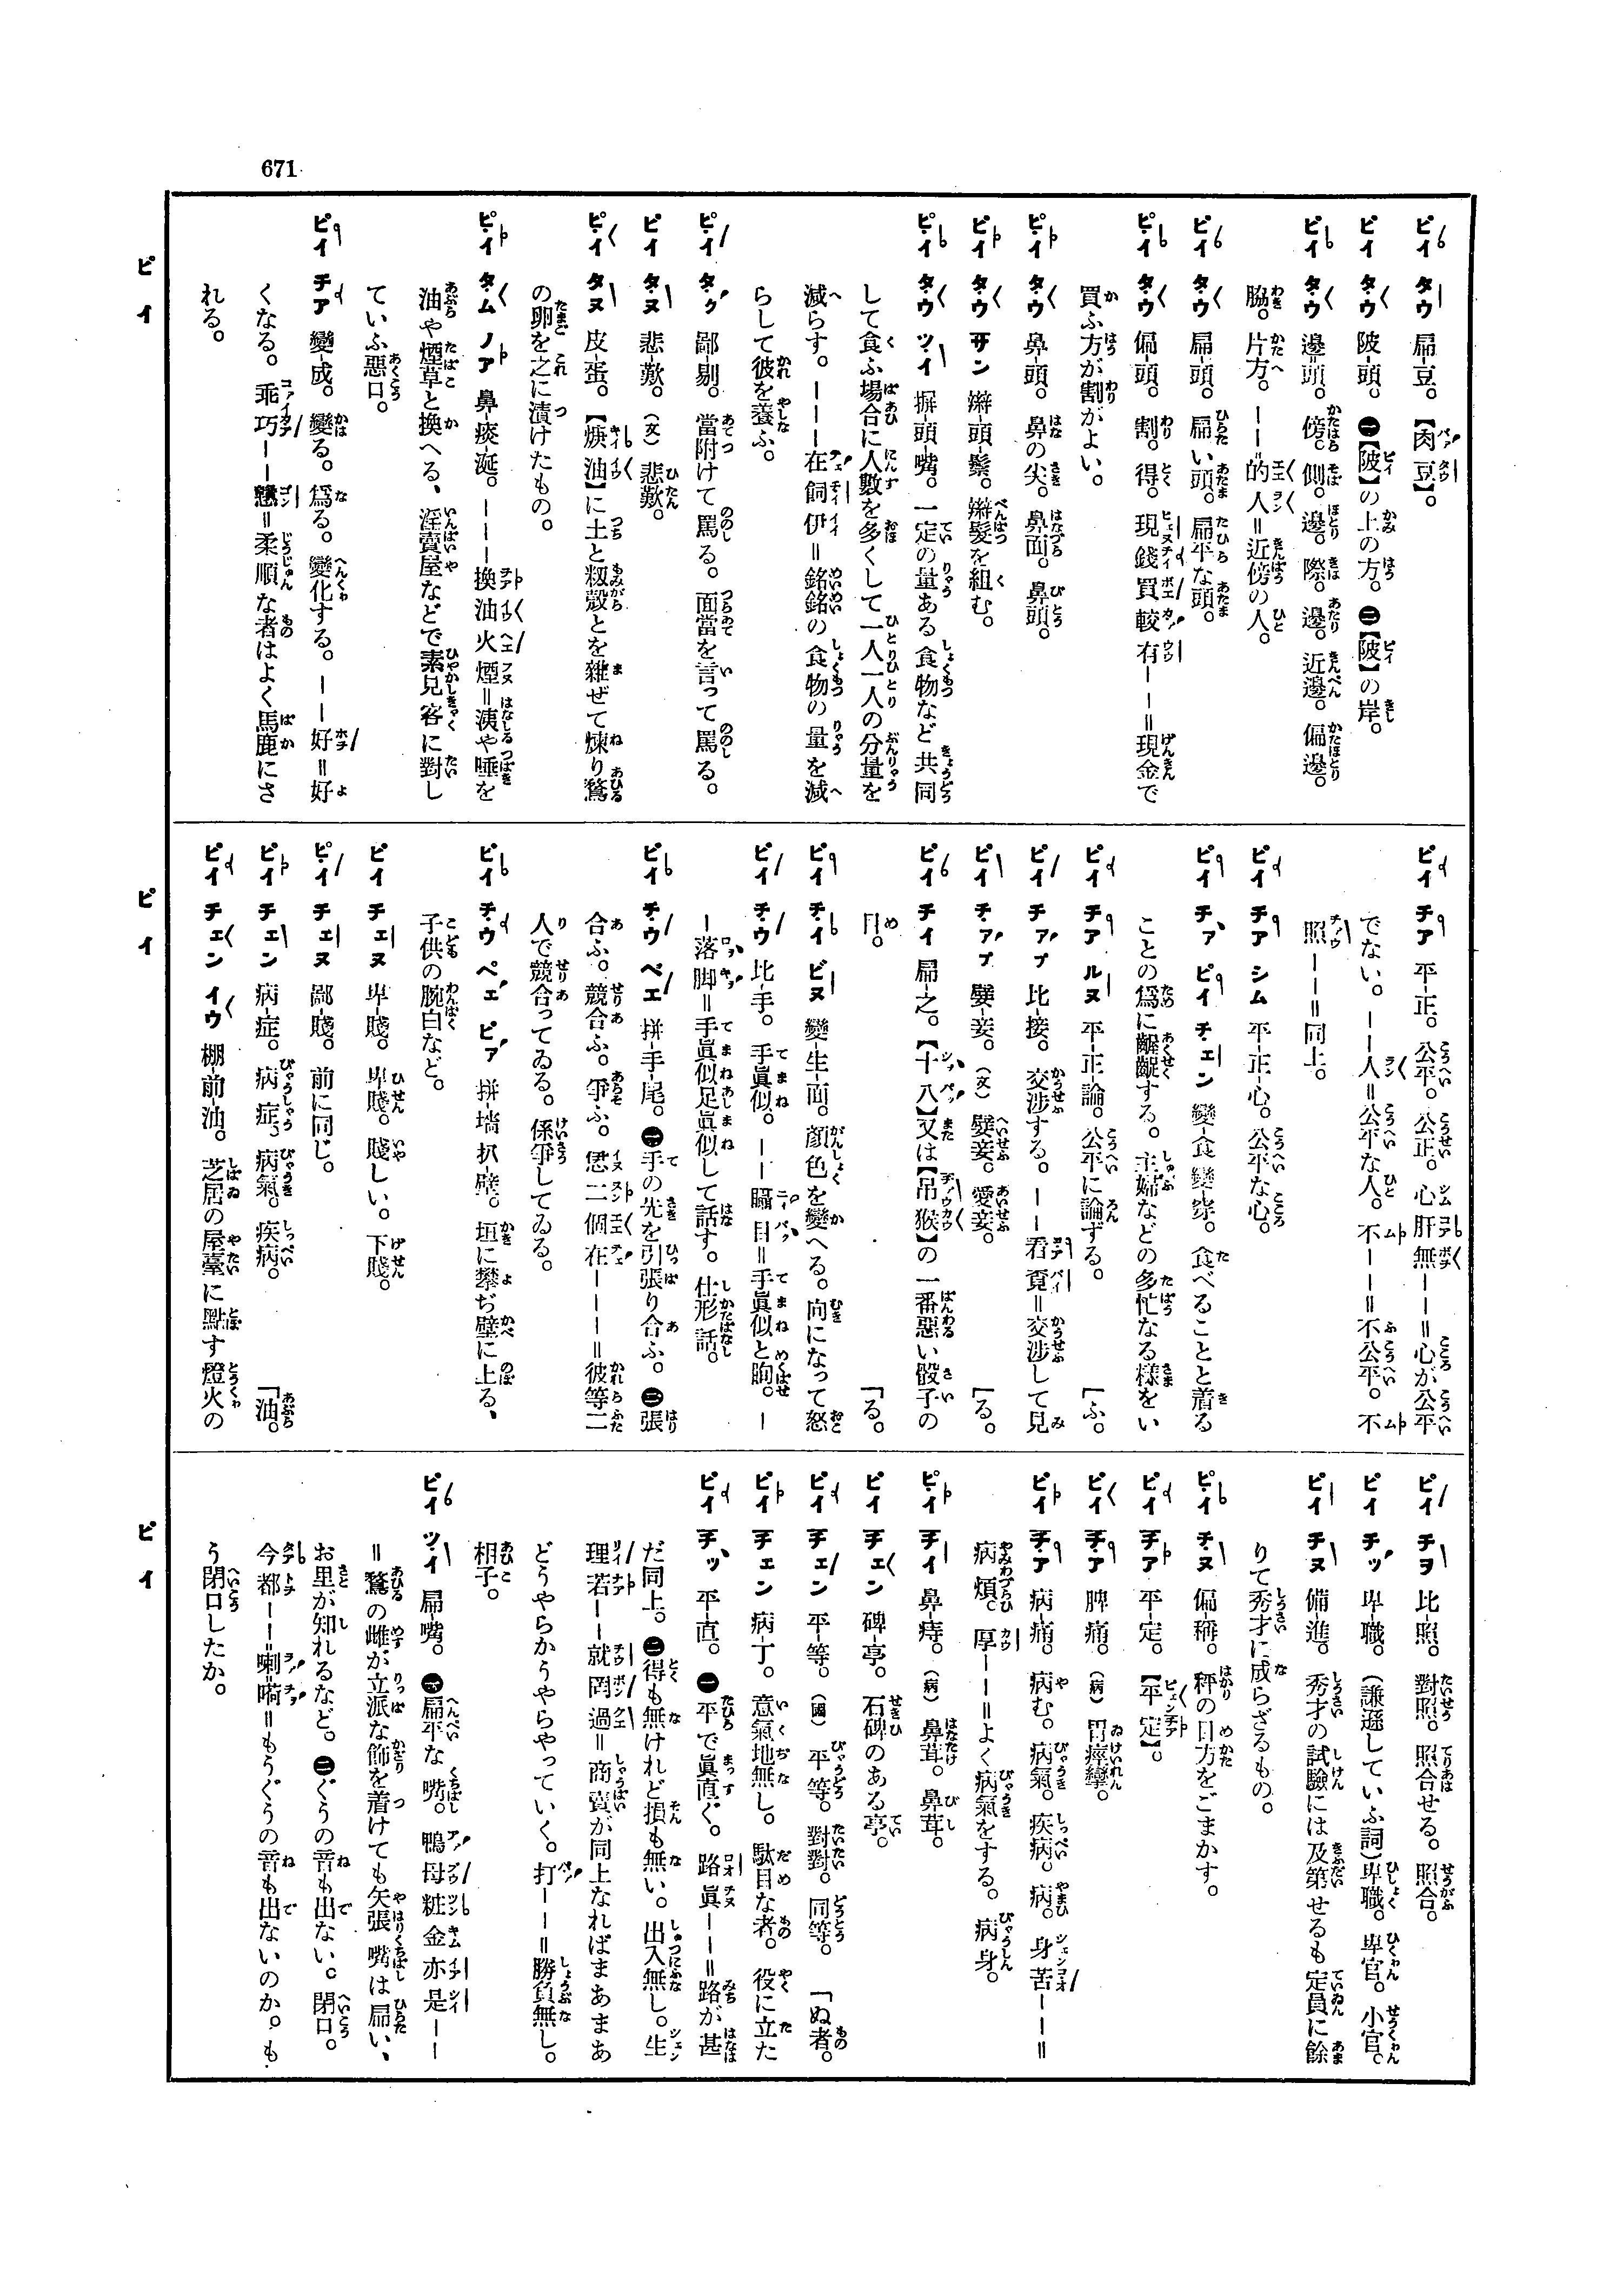 671
ピイ タウ 扁-豆。【肉豆】。
ピイ タウ 陂-頭。㊀【陂】の上の方。㊁【陂】の岸。
ピイ タウ 邊=頭。傍。側。邊。際。邊。近邊。偏邊。
脇。片方。——的人=近傍の人。
ピイ タウ 扁=頭。扁い頭。扁平な頭。
ピイ タウ 偏-頭。割。得。現錢買較有——=現金で
買ふ方が割がよい。
ピイ タウ 鼻-頭。鼻の尖。鼻面。鼻頭。
ピイ タウ サン 辮-頭-鬃。辮髮を組む。
ピイ タウ ツイ 摒-頭-嘴。一定の量ある食物など共同
して食ふ場合に人數を多くして一人一人の分量を
減らす。———在飼伊=銘銘の食物の量を減
らして彼を養ふ。
ピイ タク 鄙-剔。當附けて罵る。面當を言って罵る。
ピイ タヌ 悲-歎。(文)悲歎。
ピイ タヌ 皮-蛋。【焿油】に土と籾殼とを雜ぜて煉り鶩
の卵を之に漬けたもの。
ピイ タム ノア 鼻-痰-涎。———換油火煙=洟や唾を
油や煙草と換へる、淫賣屋などで素見客に對し
ていふ惡口。
ピイ チア 變-成。變る。爲る。變化する。——好=好
くなる。乖巧——戇=柔順な者はよく馬鹿にさ
れる。
ピイ チア 平-正。公平。公正。心肝無——=心が公平
でない。——人=公平な人。不——=不公平。不
照——=同上。
ピイ チア シム 平-正-心。公平な心。
ピイ チァ ピイ チェン 變-食變-穿。食べることと着る
ことの爲に齷齪する。主婦などの多忙なる樣をい
ピイ チア ルヌ 平-正-論。公平に論ずる。「ふ。
ピイ チァプ 比-接。交渉する。——看覓=交渉して見
ピイ チァプ 嬖-妾。(文)嬖妾。愛妾。「る。
ピイ チイ 扁-之。【十八】又は【吊猴】の一番惡い骰子の
目。「る。
ピイ チイ ビヌ 變-生-面。顏色を變へる。向になって怒
ピイ チウ 比-手。手眞似。——瞘目=手眞似と眴。—
—落脚=手眞似足眞似して話す。仕形話。
ピイ チウ ベエ 拼-手-尾。㊀手の先を引張り合ふ。㊁張
合ふ。競合ふ。爭ふ。恁二個在———=彼等二
人で競合ってゐる。係爭してゐる。
ピイ チウ ペェ ピァ 拼-墻扒-壁。垣に攀ぢ壁に上る、
子供の腕白など。
ピイ チェヌ 卑-賤。卑賤。賤しい。下賤。
ピイ チェヌ 鄙-賤。前に同じ。
ピイ チェン 病-症。病症。病氣。疾病。「油。
ピイ チェン イウ 棚-前-油。芝居の屋臺に點す燈火の
ピイ チヲ 比-照。對照。照合せる。照合。
ピイ チッ 卑-職。(謙遜していふ詞)卑職。卑官。小官。
ピイ チヌ 備-進。秀才の試驗には及第せるも定員に餘
りて秀才に成らざるもの。
ピイ チヌ 偏-稱。秤の目方をごまかす。
ピイ チア 平-定。【平定】。
ピイ チア 脾-痛。(病)胃痙攣。
ピイ チア 病-痛。病む。病氣。疾病。病。身苦——=
病煩。厚——=よく病氣をする。病身。
ピイ チイ 鼻-痔。(病)鼻茸。鼻茸。
ピイ チェン 碑-亭。石碑のある亭。
ピイ チェン 平-等。(國)平等。對對。同等。「ぬ者。
ピイ チェン 病-丁。意氣地無し。駄目な者。役に立た
ピイ チッ 平-直。㊀平で眞直ぐ。路眞——=路が甚
だ同上。㊁得も無けれど損も無い。出入無し。生
理若——就罔過=商賣が同上なればまあまあ
どうやらかうやらやっていく。打——=勝負無し。
相子。
ピイ ツイ 扁-嘴。㊀扁平な嘴。鴨母粧金亦是——
=鶩の雌が立派な飾を着けても矢張嘴は扁い、
お里が知れるなど。㊁ぐうの音も出ない。閉口。
今都——喇嗬=もうぐうの音も出ないのか。も
う閉口したか。
ピイ
ピイ
ピイ